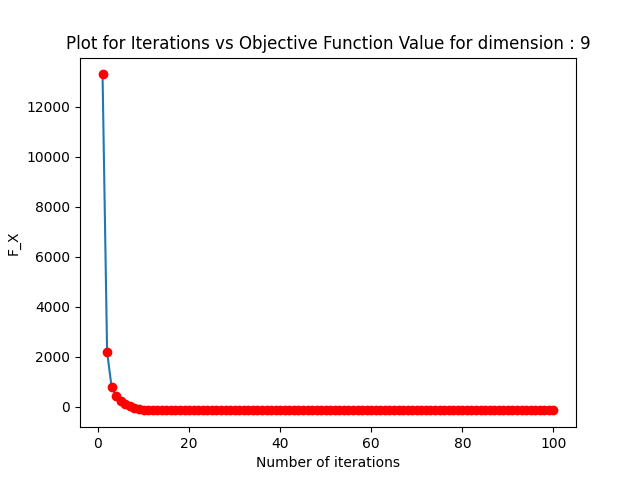 Plot for Iterations vs Objective Function Value for dimension : 9
12000
10000
8000
6000
4000
2000
0
F_X
0 20 40 60 80 100
Number of iterations